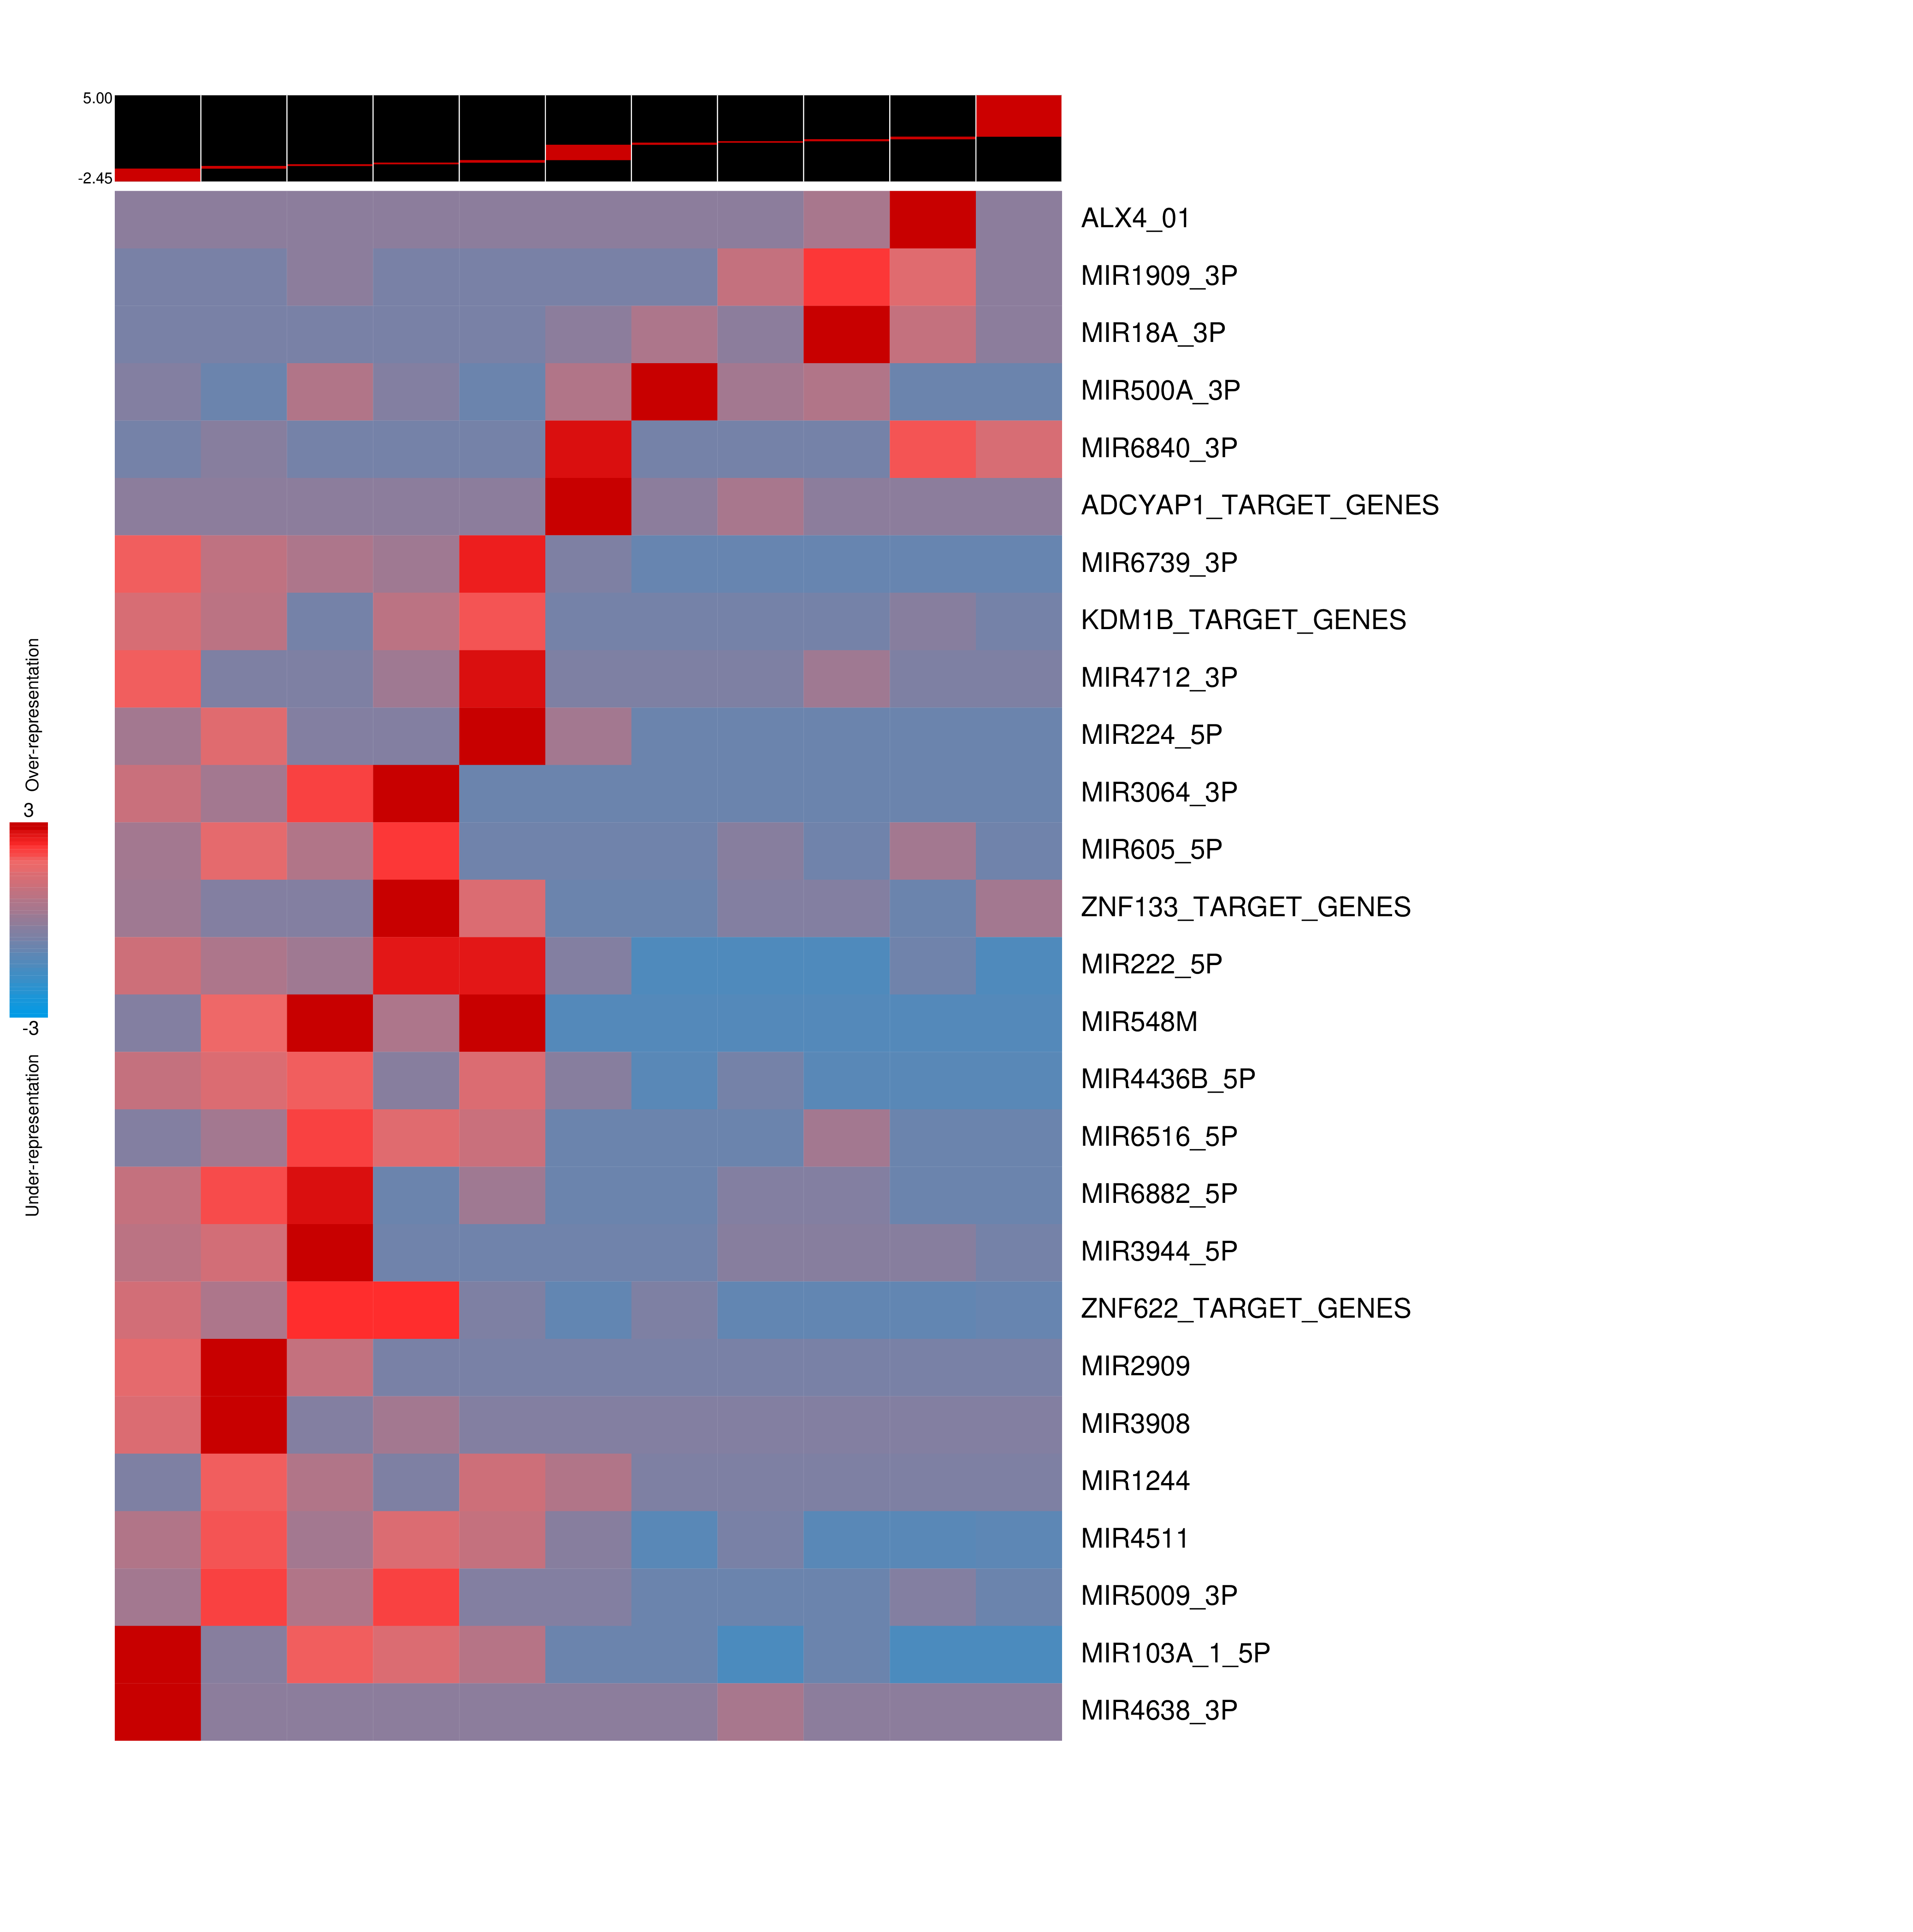 5.00
-2.45
ALX4_01
MIR1909_3P
MIR18A_3P
MIR500A_3P
MIR6840_3P
ADCYAP1_TARGET_GENES
MIR6739_3P
KDM1B_TARGET_GENES
MIR4712_3P
MIR224_5P
MIR3064_3P
MIR605_5P
ZNF133_TARGET_GENES
MIR222_5P
MIR548M
MIR4436B_5P
MIR6516_5P
MIR6882_5P
MIR3944_5P
ZNF622_TARGET_GENES
MIR2909
MIR3908
MIR1244
MIR4511
MIR5009_3P
MIR103A_1_5P
MIR4638_3P
Over-representation
3
-3
Under-representation